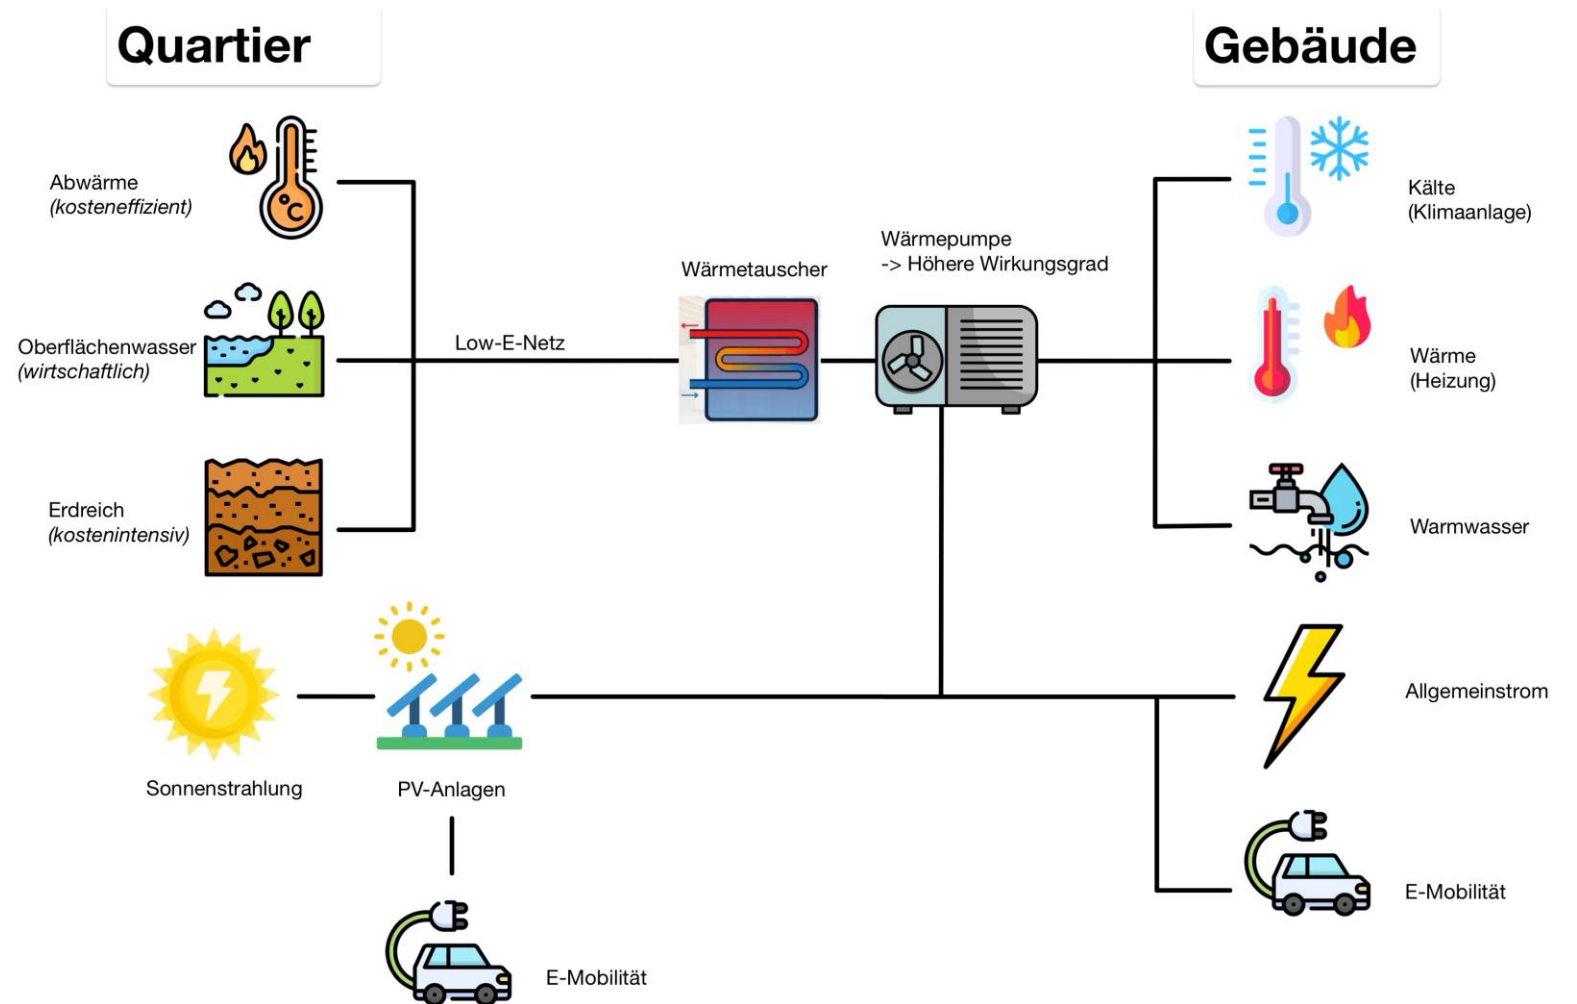 Quartier
Gebäude
Abwärme
(kosteneffizient)
°C
Kälte
(Klimaanlage)
Wärmepumpe
-> Höhere Wirkungsgrad
Wärmetauscher
Low-E-Netz
Oberflächenwasser
(wirtschaftlich)
Wärme
(Heizung)
Erdreich
(kostenintensiv)
Warmwasser
Allgemeinstrom
Sonnenstrahlung
PV-Anlagen
E-Mobilität
E-Mobilität